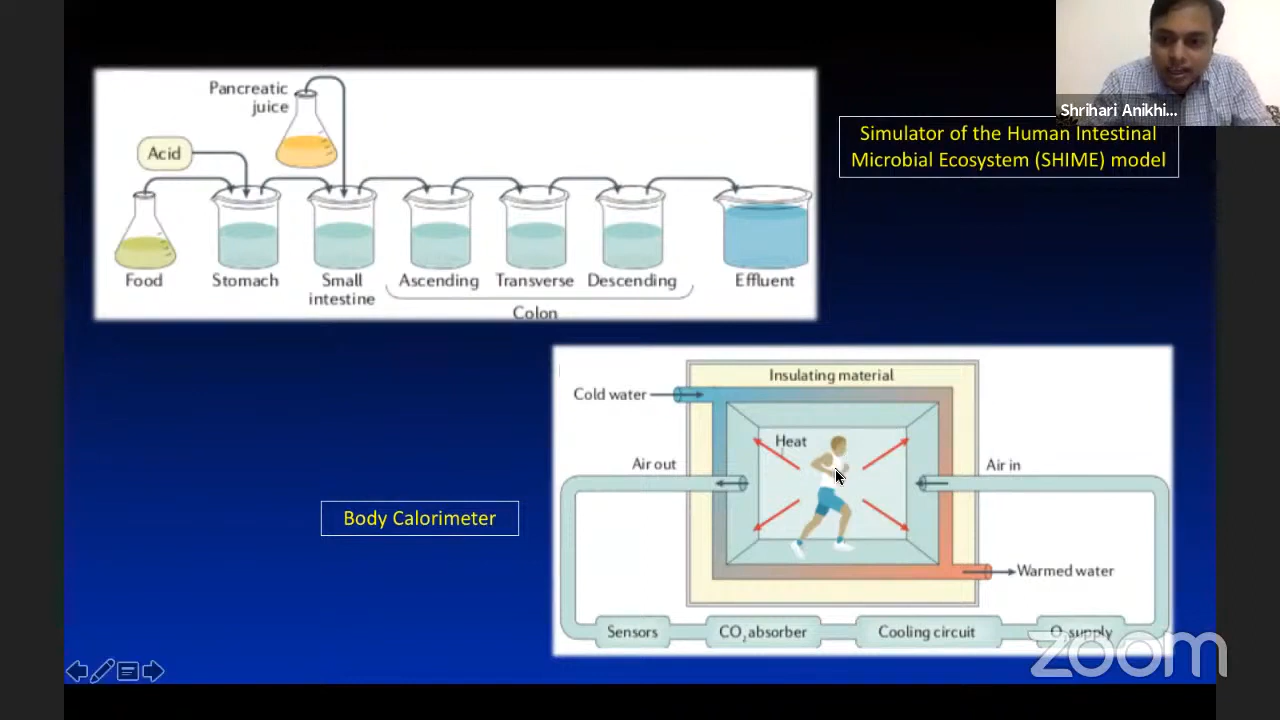 Pancreatic
juice
Acid
Food
Stomach
Small
intestine
Ascending
Transverse
Descending
Effluent
Colon
Shrihari Anikhi...
Simulator of the Human Intestinal
Microbial Ecosystem (SHIME) model
Insulating material
Cold water
Heat
Air out
Air in
Body Calorimeter
Warmed water
Sensors
CO₂ absorber
Cooling circuit
O₂ supply
zoom